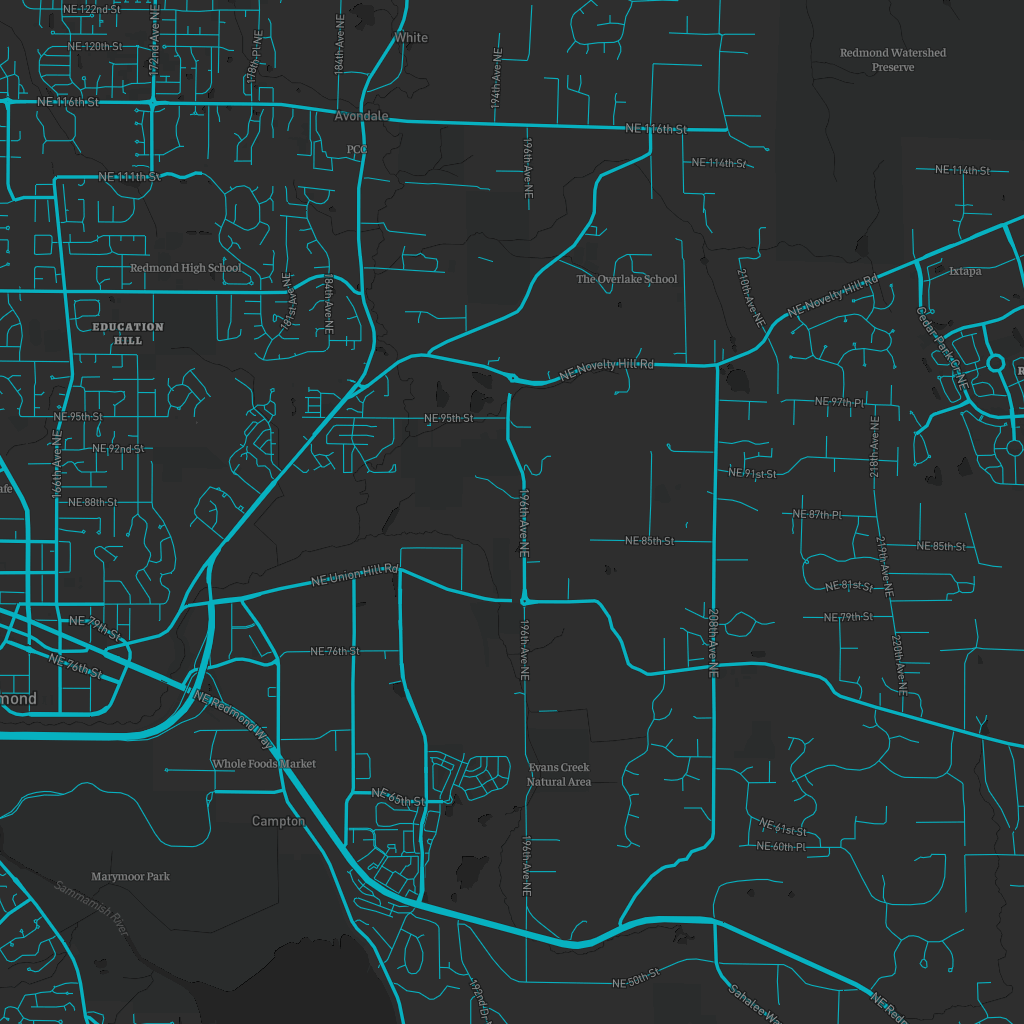 NE 122nd St
172nd Ave NE
184th Ave NE
White
NE 120th St
178th Pl NE
194th Ave NE
Redmond Watershed
Preserve
NE 116th St
Avondale
NE 116th St
PCC
196th Ave NE
NE 114th St
NE 114th St
NE 111th St
Redmond High School
The Overlake School
Ixtapa
181st Ave NE
184th Ave NE
210th Ave NE
NE Novelty Hill Rd
EDUCATION
HILL
Cedar Park Cr NE
NE Novelty Hill Rd
R
NE 97th Pl
NE 95th St
NE 95th St
NE 92nd St
166th Ave NE
218th Ave NE
NE 91st St
afe
NE 88th St
196th Ave NE
NE 87th Pl
NE 85th St
NE 85th St
219th Ave NE
NE Union Hill Rd
NE 81st St
NE 79th St
NE 79th St
196th Ave NE
208th Ave NE
NE 76th St
NE 76th St
220th Ave NE
mond
NE Redmond Way
Whole Foods Market
Evans Creek
Natural Area
NE 65th St
Campton
NE 61st St
NE 60th Pl
196th Ave NE
Marymoor Park
Sammamish River
NE 50th St
192nd Dr N
Sahalee Wa
NE Redm